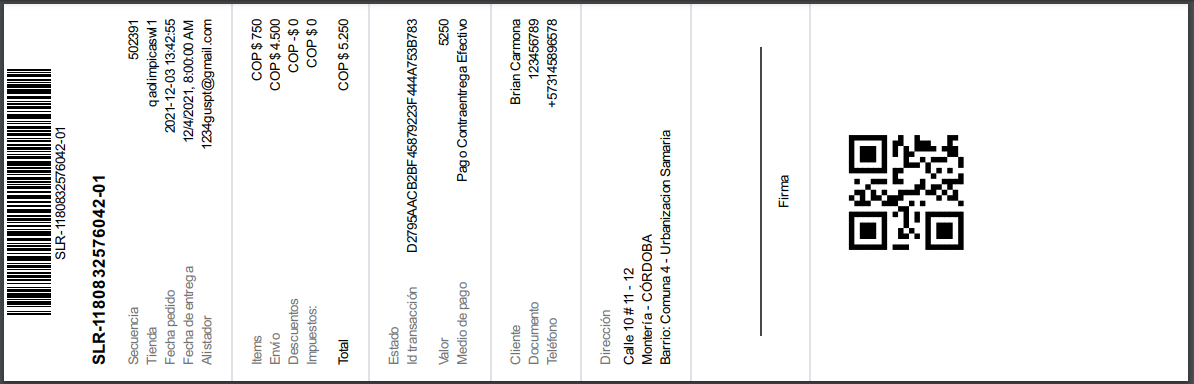 SLR-1180832576042-01
SLR-1180832576042-01
Secuencia 502391
Tienda qaolimpicaswl1
Fecha pedido 2021-12-03 13:42:55
Fecha de entrega 12/4/2021, 8:00:00 AM
Alistador 1234guspt@gmail.com
Items COP $ 750
Envío COP $ 4.500
Descuentos COP -$ 0
Impuestos: COP $ 0
Total COP $ 5.250
Estado
Id transacción D2795AACB2BF45879223F444A753B783
Valor 5250
Medio de pago Pago Contraentrega Efectivo
Cliente Brian Carmona
Documento 123456789
Teléfono +573145896578
Dirección
Calle 10 # 11 - 12
Montería - CÓRDOBA
Barrio: Comuna 4 - Urbanizacion Samaria
Firma